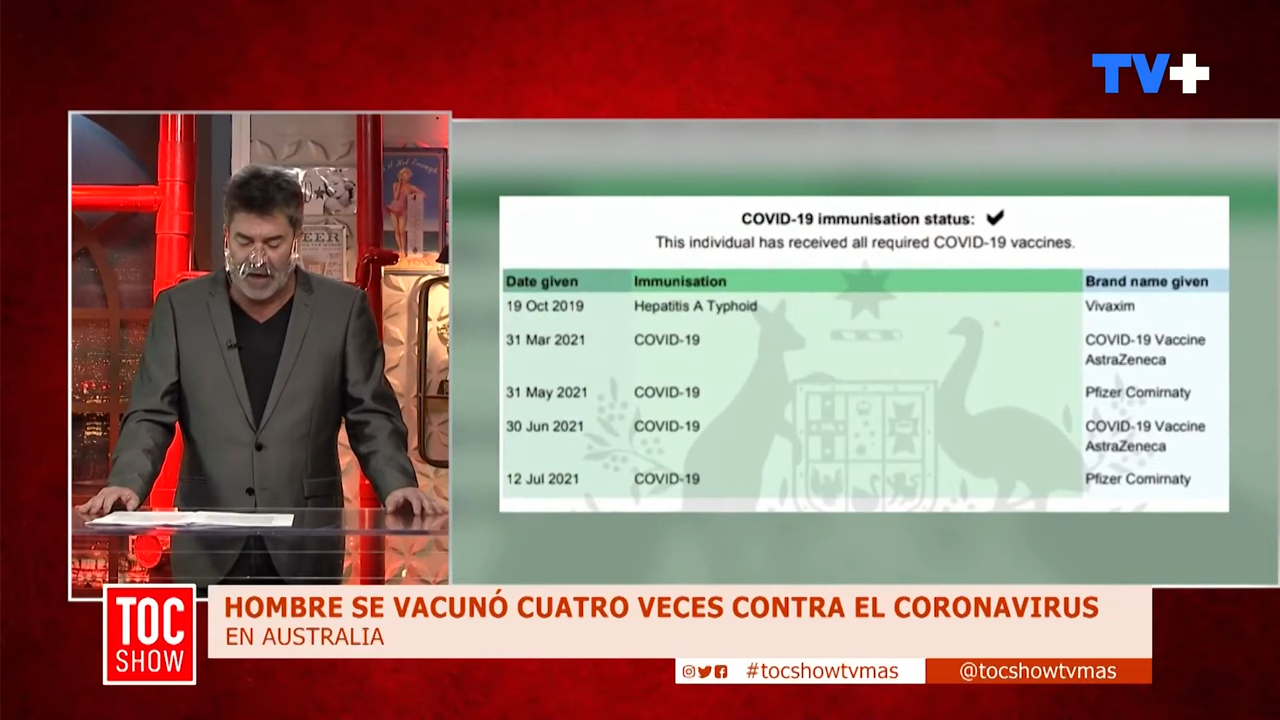 TV+
COVID-19 immunisation status: ✔
This individual has received all required COVID-19 vaccines.
Date given Immunisation Brand name given
19 Oct 2019 Hepatitis A Typhoid Vivaxim
31 Mar 2021 COVID-19 COVID-19 Vaccine
AstraZeneca
31 May 2021 COVID-19 Pfizer Comirnaty
30 Jun 2021 COVID-19 COVID-19 Vaccine
AstraZeneca
12 Jul 2021 COVID-19 Pfizer Comirnaty
TOC
SHOW
HOMBRE SE VACUNÓ CUATRO VECES CONTRA EL CORONAVIRUS
EN AUSTRALIA
#tocshowtvmas @tocshowtvmas